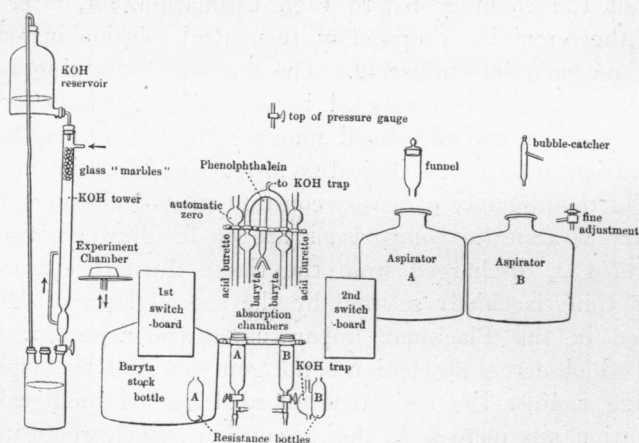 KOH
reservoir
top of pressure gauge
glass "marbles"
KOH tower
Phenolphthalein
to KOH trap
automatic
zero
funnel
bubble-catcher
fine
adjustment
Experiment
Chamber
acid burette
baryta
baryta
acid burette
absorption
chambers
Aspirator
A
Aspirator
B
1st
switch
-board
2nd
switch
-board
Baryta
stock
bottle
A
A
B
KOH trap
B
Resistance bottles